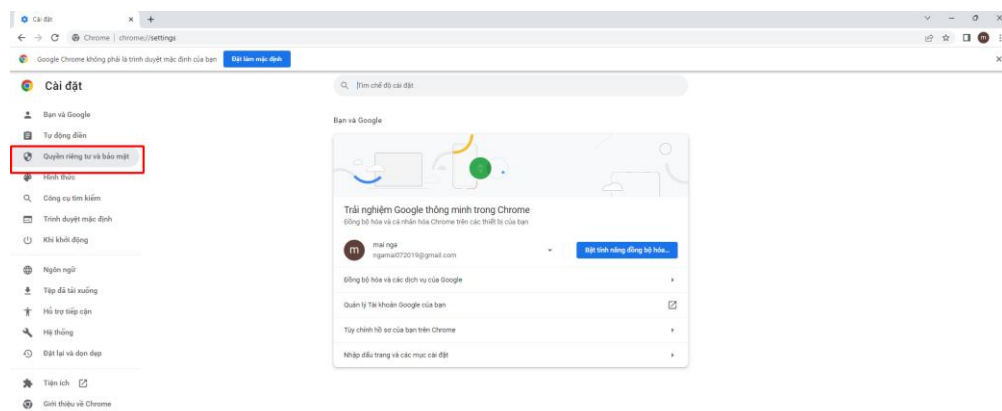 Cài đặt
Chrome | chrome://settings
Google Chrome không phải là trình duyệt mặc định của bạn Đặt làm mặc định
Cài đặt
Tìm chế độ cài đặt
Bạn và Google
Tự động điền
Quyền riêng tư và bảo mật
Hình thức
Công cụ tìm kiếm
Trình duyệt mặc định
Khi khởi động
Ngôn ngữ
Tệp đã tải xuống
Hỗ trợ tiếp cận
Hệ thống
Đặt lại và dọn dẹp
Tiện ích
Giới thiệu về Chrome
Bạn và Google
Trải nghiệm Google thông minh trong Chrome
Đồng bộ hóa và cá nhân hóa Chrome trên các thiết bị của bạn
m
mai nga
ngamai072019@gmail.com
Bật tính năng đồng bộ hóa...
Đồng bộ hóa và các dịch vụ của Google
Quản lý Tài khoản Google của bạn
Tùy chỉnh hồ sơ của bạn trên Chrome
Nhập dấu trang và các mục cài đặt